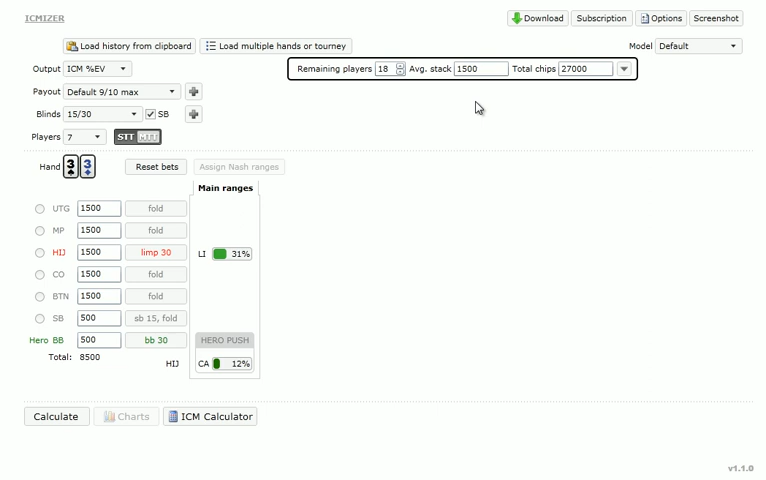 ICMIZER Download Subscription Options Screenshot
Load history from clipboard Load multiple hands or tourney Model Default
Output ICM %EV Remaining players 18 Avg. stack 1500 Total chips 27000
Payout Default 9/10 max
Blinds 15/30 SB
Players 7 STT MTT
Hand 3 3 Reset bets Assign Nash ranges
Main ranges
UTG 1500 fold
MP 1500 fold
HIJ 1500 limp 30 LI 31%
CO 1500 fold
BTN 1500 fold
SB 500 sb 15, fold
Hero BB 500 bb 30 HERO PUSH
Total: 8500 HIJ CA 12%
Calculate Charts ICM Calculator
v1.1.0